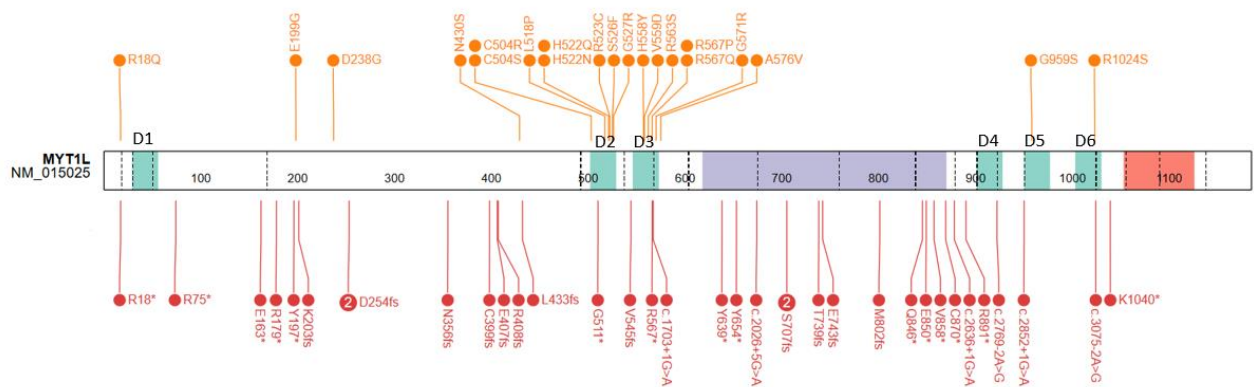 R18Q
E199G
D238G
N430S
C504R
C504S
L518P
H522Q
H522N
R523C
S526F
G527R
H558Y
V559D
R563S
R567P
R567Q
G571R
A576V
G959S
R1024S
D1
D2
D3
D4
D5
D6
MYT1L
NM_015025
100
200
300
400
500
600
700
800
900
1000
1100
R18*
R75*
E163*
R179*
Y197*
K203fs
2
D254fs
N356fs
C399fs
E407fs
R408fs
L433fs
G511*
V545fs
R567*
c.1703+1G>A
Y639*
Y654*
c.2026+5G>A
2
S707fs
T739fs
E743fs
M802fs
Q846*
E850*
V858*
C870*
c.2636+1G>A
R891*
c.2769-2A>G
c.2852+1G>A
c.3075-2A>G
K1040*